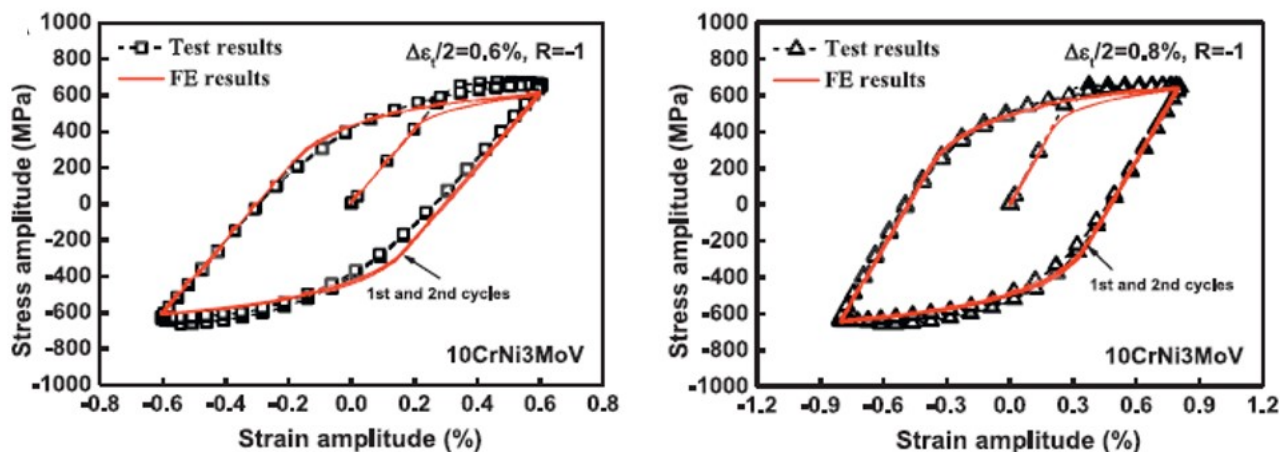 1000
800
600
400
200
0
-200
-400
-600
-800
-1000
Stress amplitude (MPa)
Test results
FE results
Δεt/2=0.6%, R=-1
1st and 2nd cycles
10CrNi3MoV
-0.8 -0.6 -0.4 -0.2 0.0 0.2 0.4 0.6 0.8
Strain amplitude (%)
1000
800
600
400
200
0
-200
-400
-600
-800
-1000
Stress amplitude (MPa)
Test results
FE results
Δεt/2=0.8%, R=-1
1st and 2nd cycles
10CrNi3MoV
-1.2 -0.9 -0.6 -0.3 0.0 0.3 0.6 0.9 1.2
Strain amplitude (%)